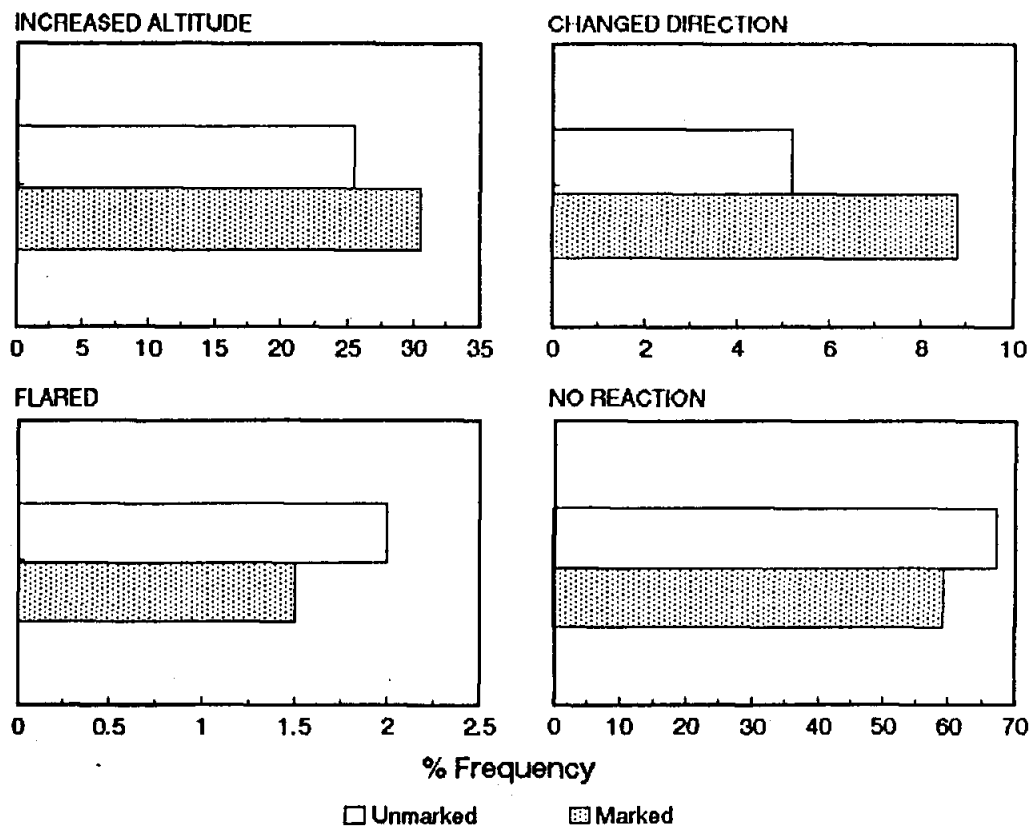 INCREASED ALTITUDE
0 5 10 15 20 25 30 35
CHANGED DIRECTION
0 2 4 6 8 10
FLARED
0 0.5 1 1.5 2 2.5
NO REACTION
0 10 20 30 40 50 60 70
% Frequency
Unmarked Marked